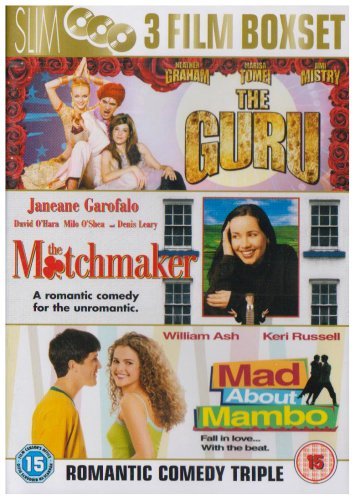 SLIM 3 FILM BOXSET
HEATHER GRAHAM MARISA TOMEI JIMI MISTRY
THE
GURU
Janeane Garofalo
David O'Hara Milo O'Shea and Denis Leary
the
Matchmaker
A romantic comedy
for the unromantic.
William Ash Keri Russell
Mad
About
Mambo
Fall in love...
With the beat.
15
ROMANTIC COMEDY TRIPLE
15